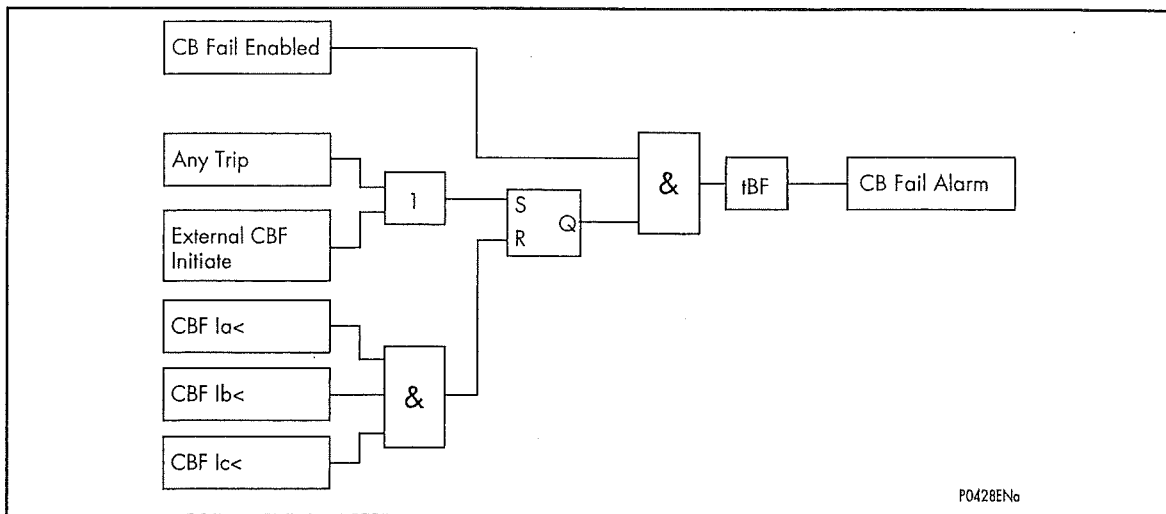 CB Fail Enabled
Any Trip
External CBF
Initiate
CBF Ia<
CBF Ib<
CBF Ic<
1
&
S
R
Q
&
tBF
CB Fail Alarm
P0428ENa